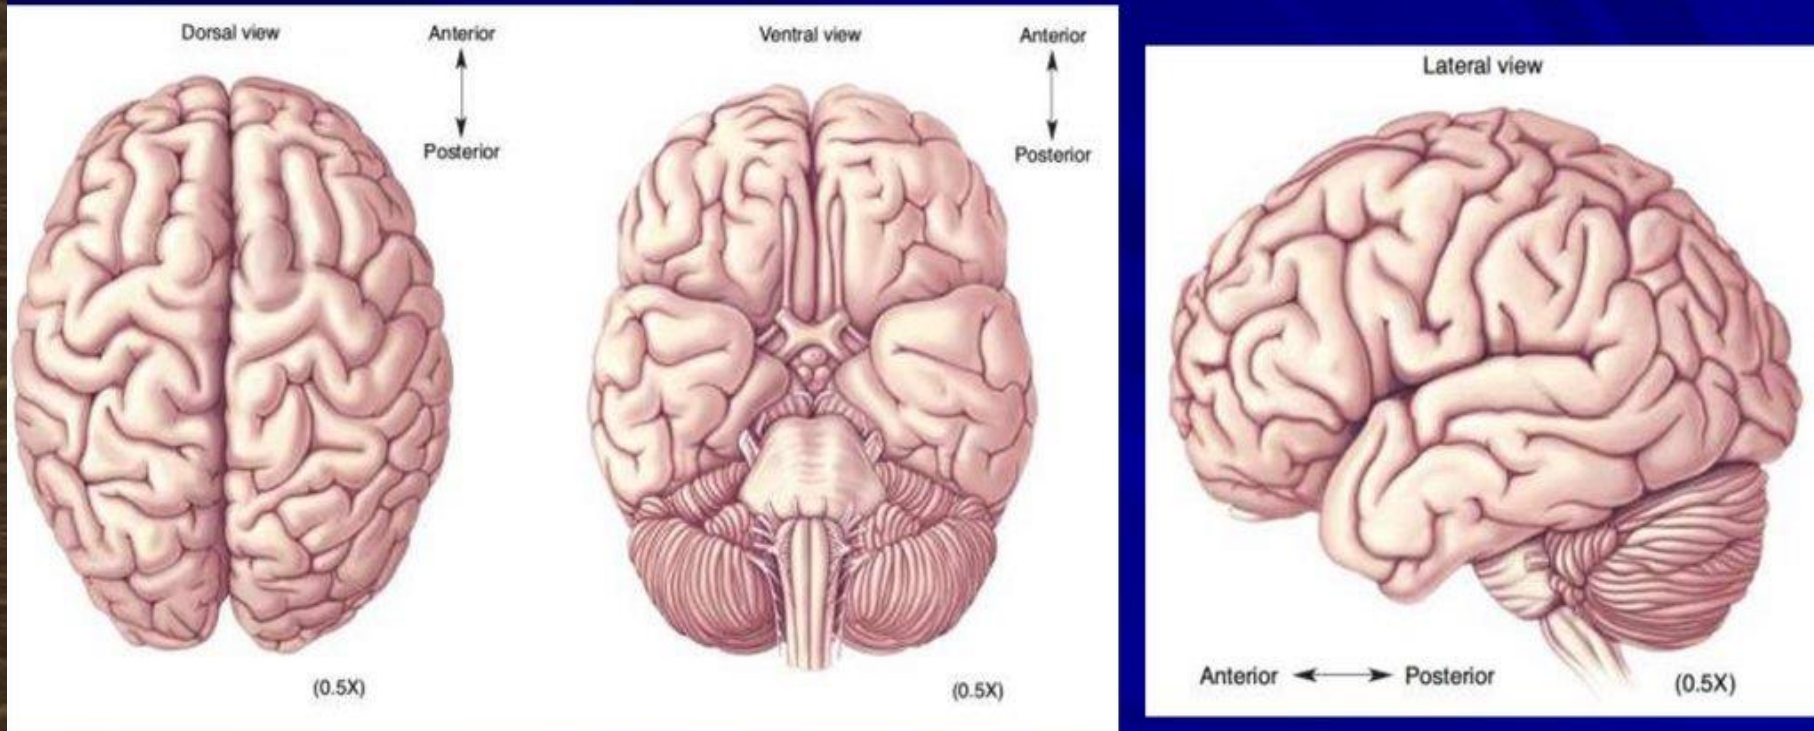 Dorsal view
Anterior
Posterior
(0.5X)
Ventral view
Anterior
Posterior
(0.5X)
Lateral view
Anterior Posterior
(0.5X)